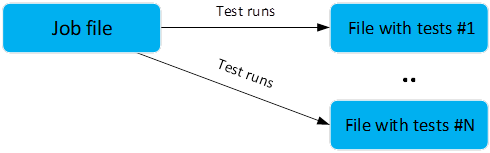 Job file
Test runs
File with tests #1
Test runs
..
File with tests #N